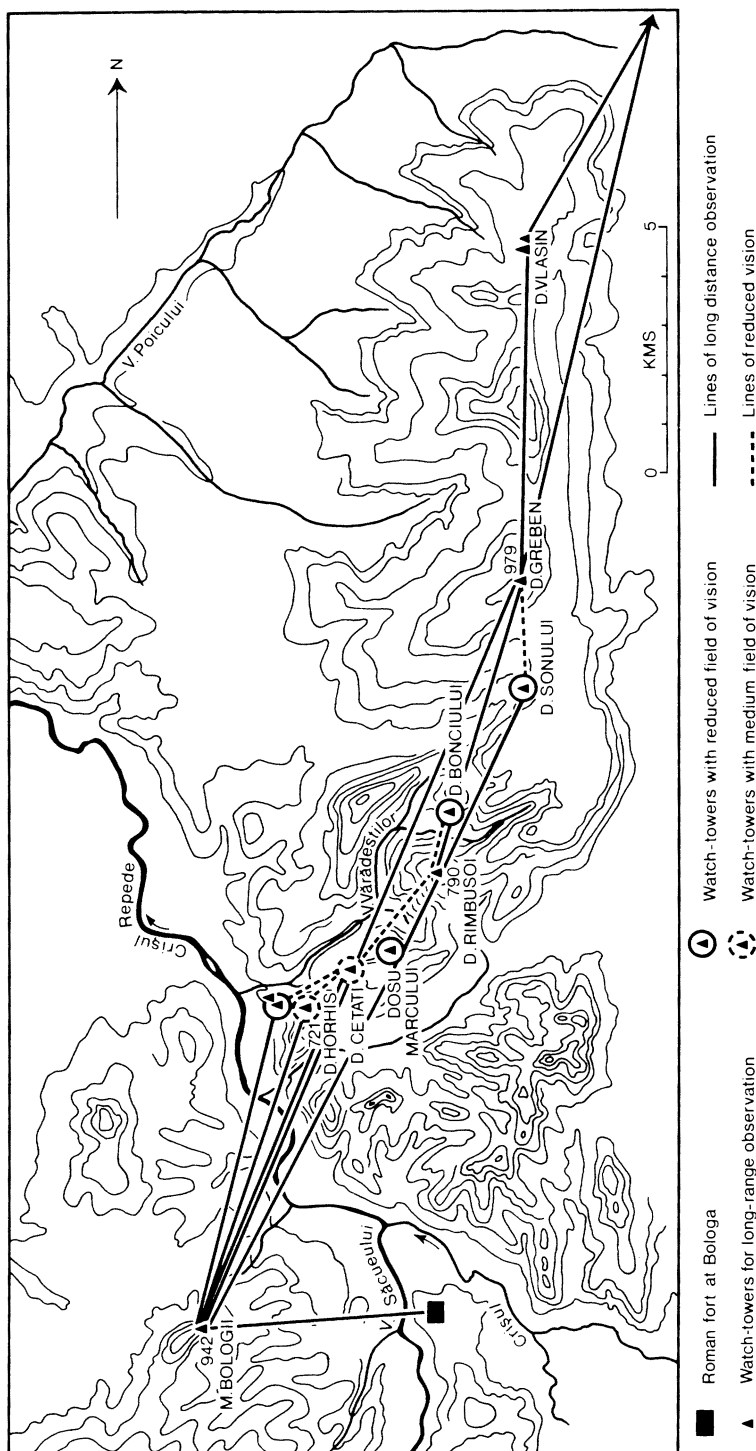 N
V. Poicului
Repede
Crişul
V. Vărădeştilor
942
M.BOLOGII
V. Săcueului
Crişul
721
D.HORHIS
D. CETATI
DOSU
MARCULUI
790
D. RIMBUSOI
D.BONCIULUI
D. SONULUI
979
D.GREBEN
D.VLASIN
0 KMS 5
Roman fort at Bologa
Watch-towers for long-range observation
Watch-towers with reduced field of vision
Watch-towers with medium field of vision
Lines of long distance observation
Lines of reduced vision